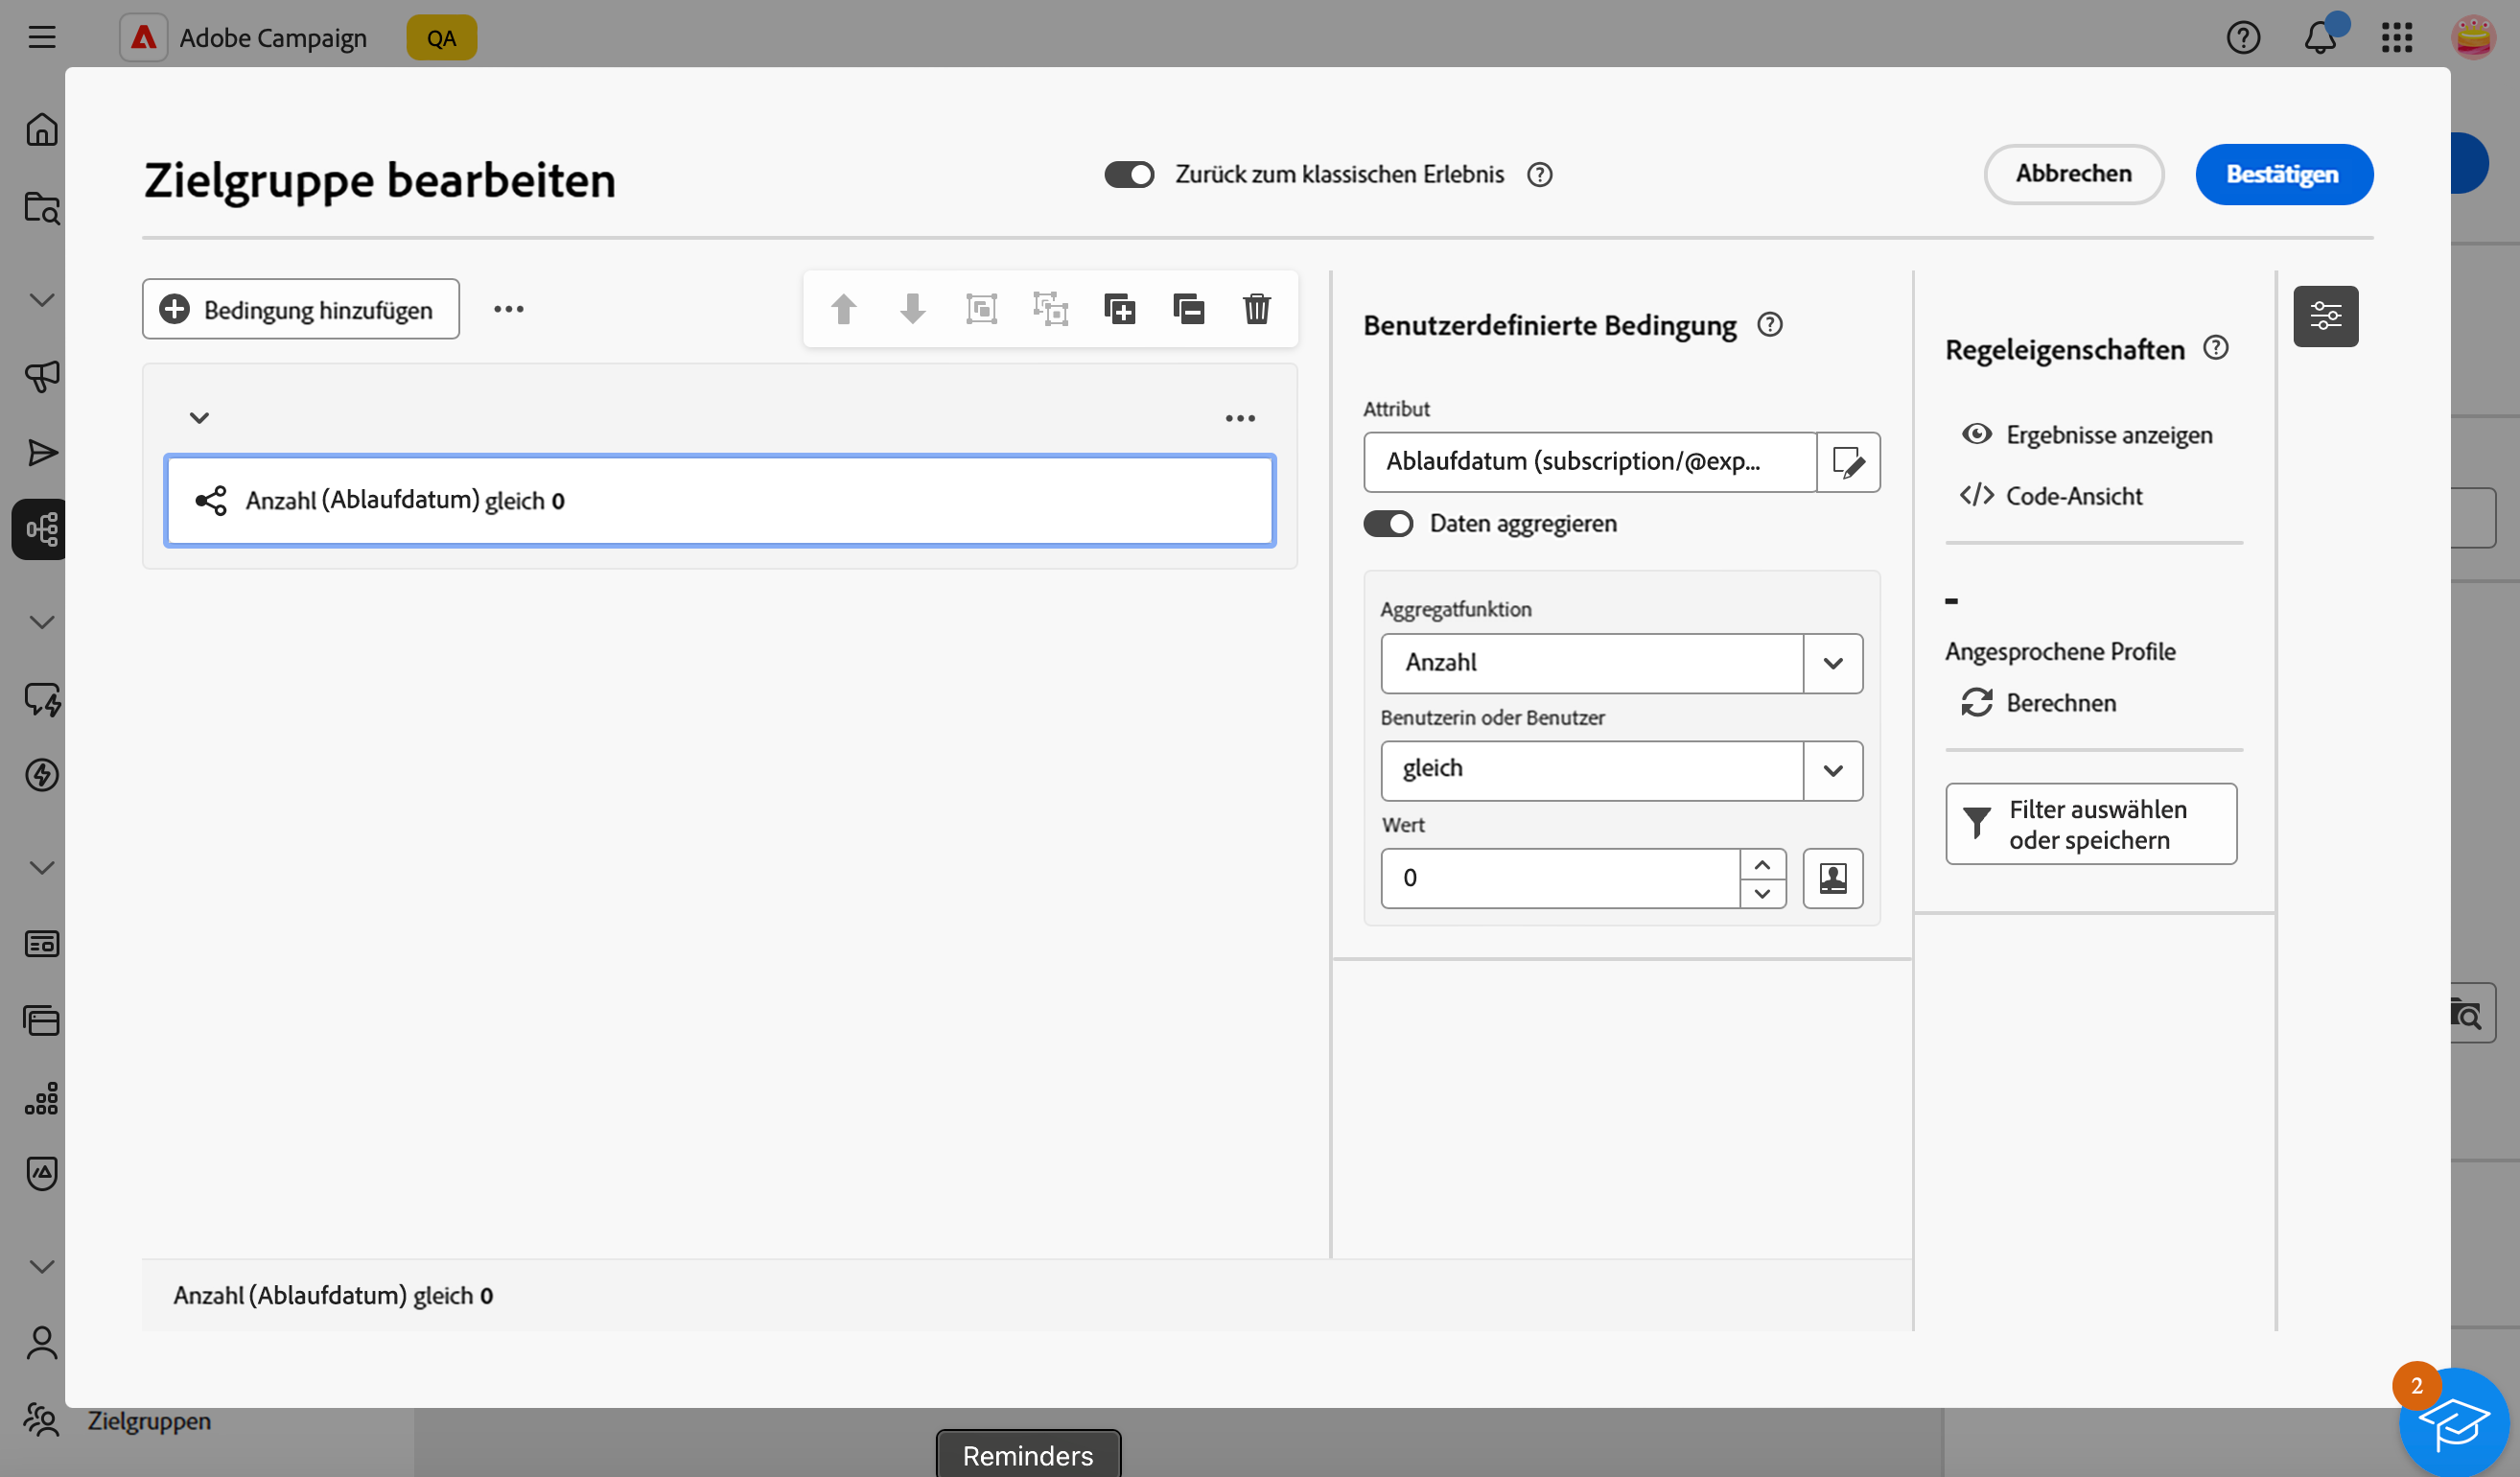 Adobe Campaign QA
Zielgruppe bearbeiten
Zurück zum klassischen Erlebnis
Abbrechen
Bestätigen
Bedingung hinzufügen
Anzahl (Ablaufdatum) gleich 0
Benutzerdefinierte Bedingung
Attribut
Ablaufdatum (subscription/@exp...
Daten aggregieren
Aggregatfunktion
Anzahl
Benutzerin oder Benutzer
gleich
Wert
0
Regeleigenschaften
Ergebnisse anzeigen
Code-Ansicht
-
Angesprochene Profile
Berechnen
Filter auswählen
oder speichern
Anzahl (Ablaufdatum) gleich 0
2
Zielgruppen
Reminders